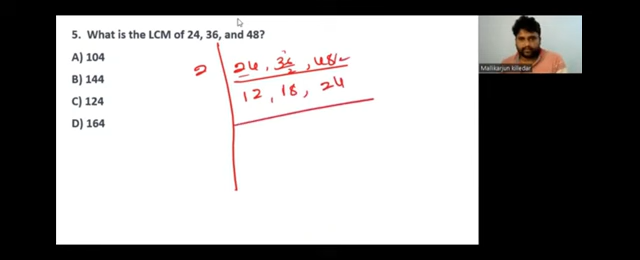 5. What is the LCM of 24, 36, and 48?
A) 104
B) 144
C) 124
D) 164
2
24, 36, 48
12, 18, 24
Mallikarjun kiledar